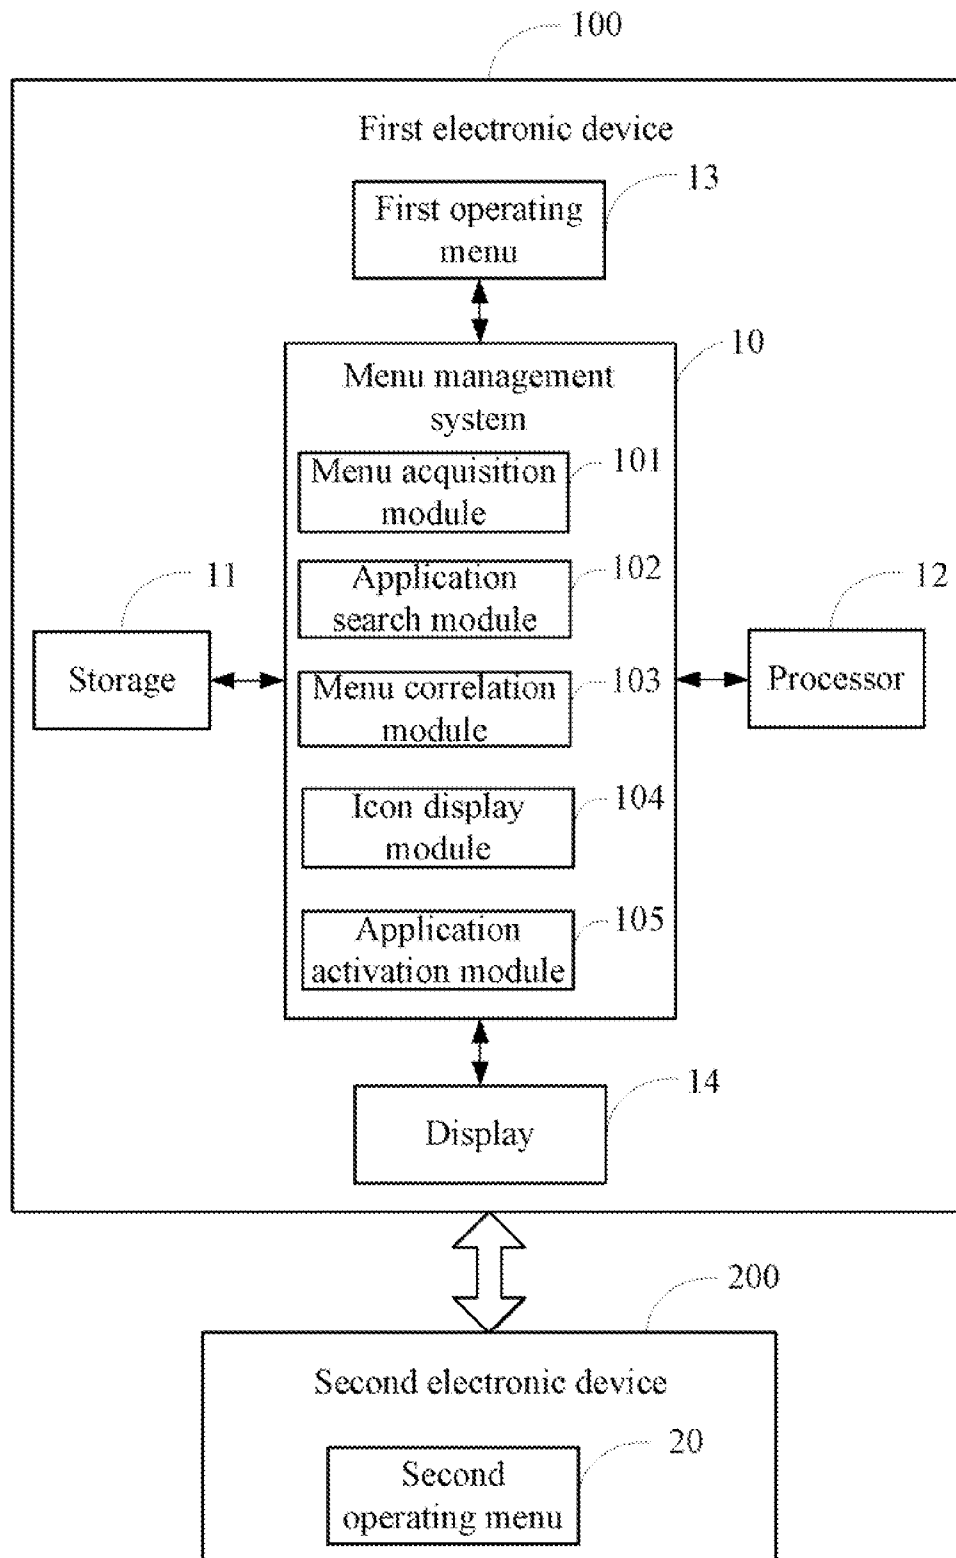 100
First electronic device
13
First operating
menu
10
Menu management
system
Menu acquisition
module
101
Application
search module
102
11
Storage
12
Processor
Menu correlation
module
103
Icon display
module
104
Application
activation module
105
14
Display
200
Second electronic device
20
Second
operating menu